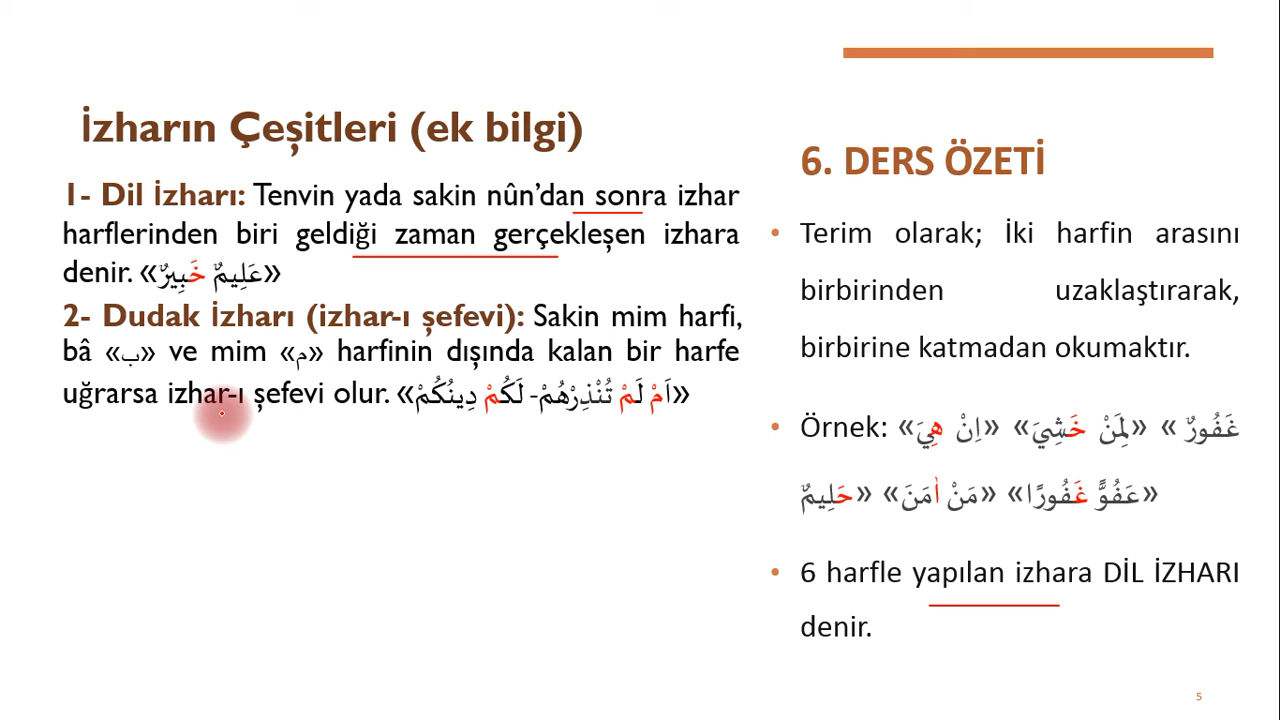 İzharın Çeşitleri (ek bilgi)
1- Dil İzharı: Tenvin yada sakin nûn’dan sonra izhar
harflerinden biri geldiği zaman gerçekleşen izhara
denir. «عَلِيمٌ خَبِيرٌ»
2- Dudak İzharı (izhar-ı şefevi): Sakin mim harfi,
bâ «ب» ve mim «م» harfinin dışında kalan bir harfe
uğrarsa izhar-ı şefevi olur. «اَمْ لَمْ تُنْذِرْهُمْ- لَكُمْ دِينُكُمْ»
6. DERS ÖZETİ
• Terim olarak; İki harfin arasını
birbirinden uzaklaştırarak,
birbirine katmadan okumaktır.
• Örnek: «اِنْ هِيَ» «لِمَنْ خَشِيَ» «غَفُورٌ
حَلِيمٌ» «مَنْ اٰمَنَ» «عَفُوًّ غَفُورًا»
• 6 harfle yapılan izhara DİL İZHARI
denir.
5